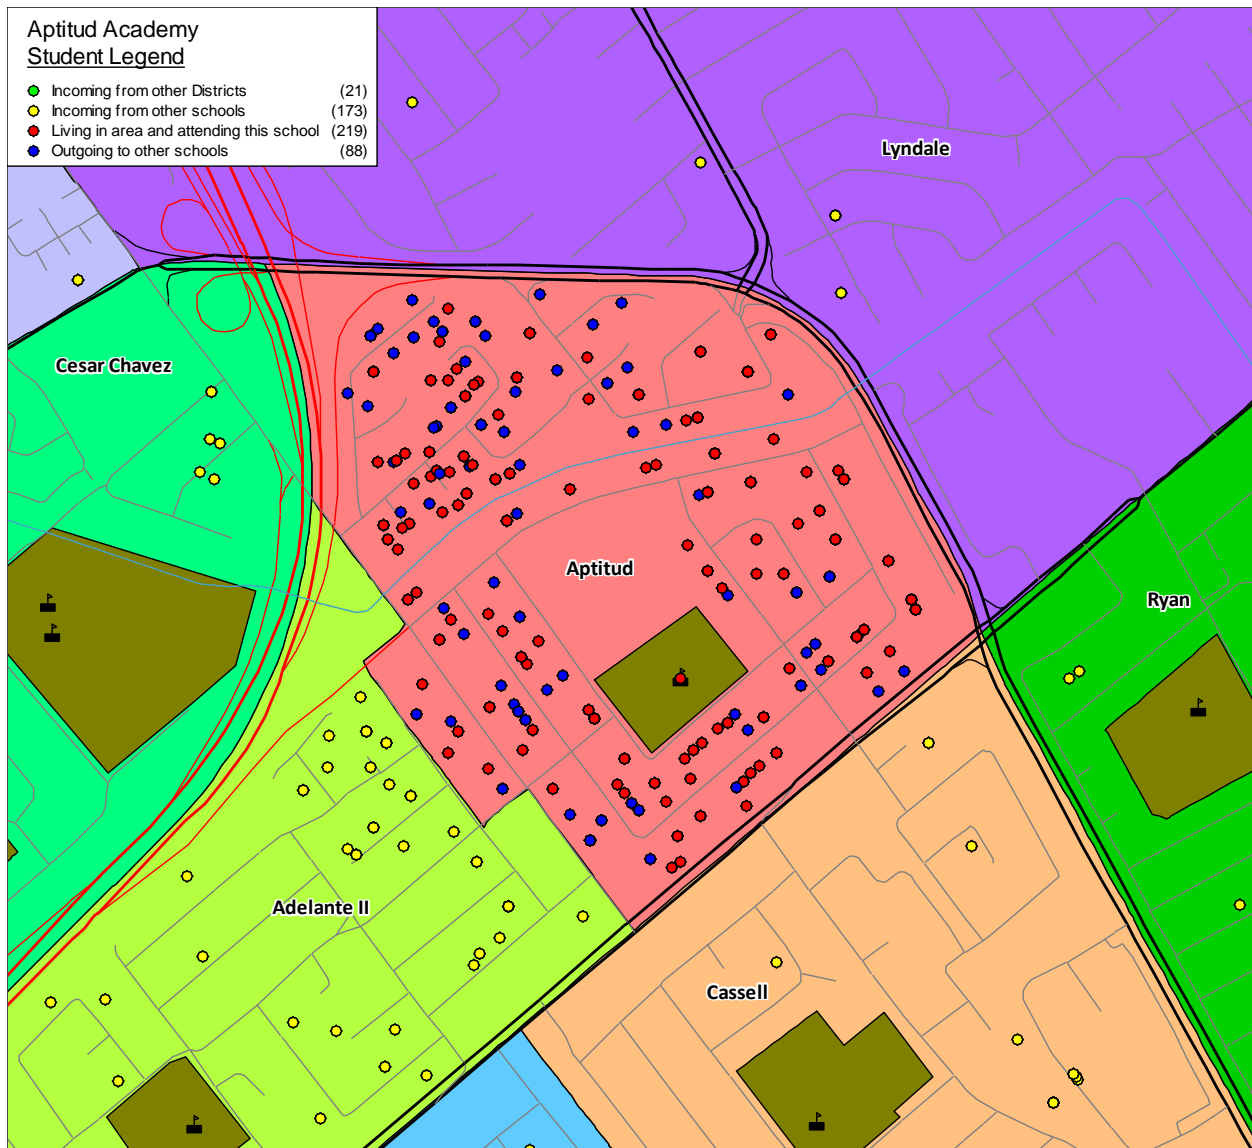 Aptitud Academy
Student Legend
Incoming from other Districts (21)
Incoming from other schools (173)
Living in area and attending this school (219)
Outgoing to other schools (88)
Lyndale
Cesar Chavez
Aptitud
Ryan
Adelante II
Cassell